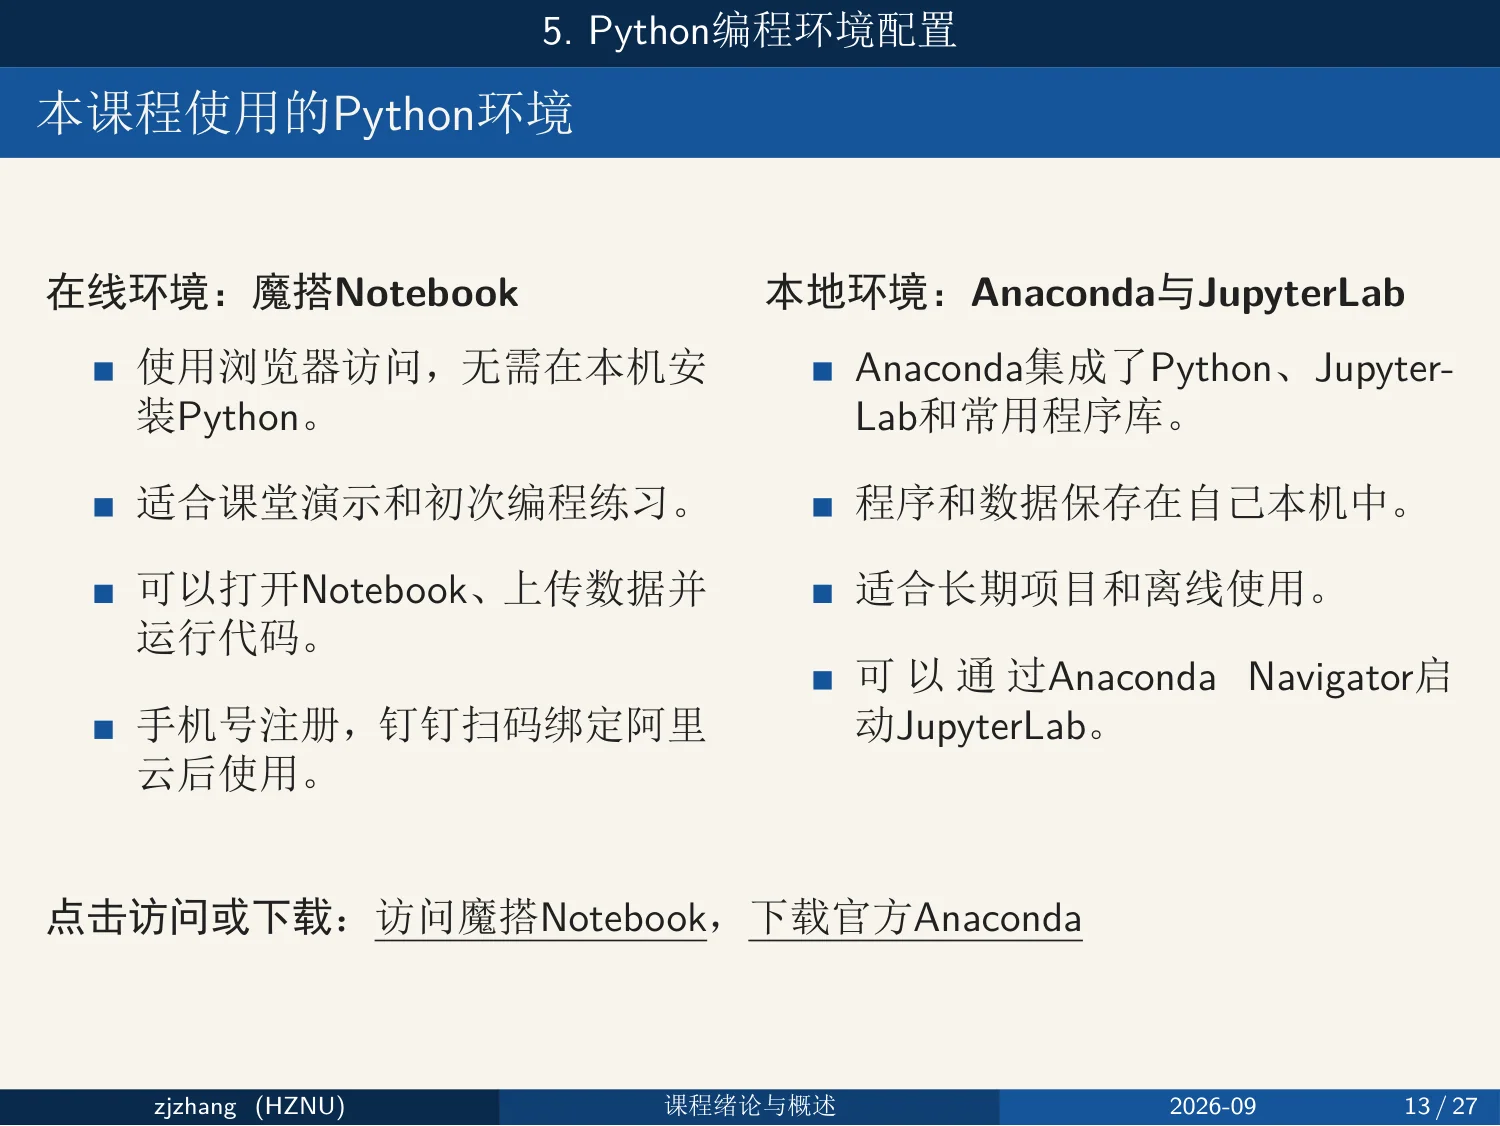 5. Python编程环境配置
本课程使用的Python环境
在线环境：魔搭Notebook
使用浏览器访问，无需在本机安
装Python。
适合课堂演示和初次编程练习。
可以打开Notebook、上传数据并
运行代码。
手机号注册，钉钉扫码绑定阿里
云后使用。
本地环境：Anaconda与JupyterLab
Anaconda集成了Python、Jupyter-
Lab和常用程序库。
程序和数据保存在自己本机中。
适合长期项目和离线使用。
可以通过Anaconda Navigator启
动JupyterLab。
点击访问或下载：访问魔搭Notebook，下载官方Anaconda
zjzhang (HZNU) 课程绪论与概述 2026-09 13 / 27